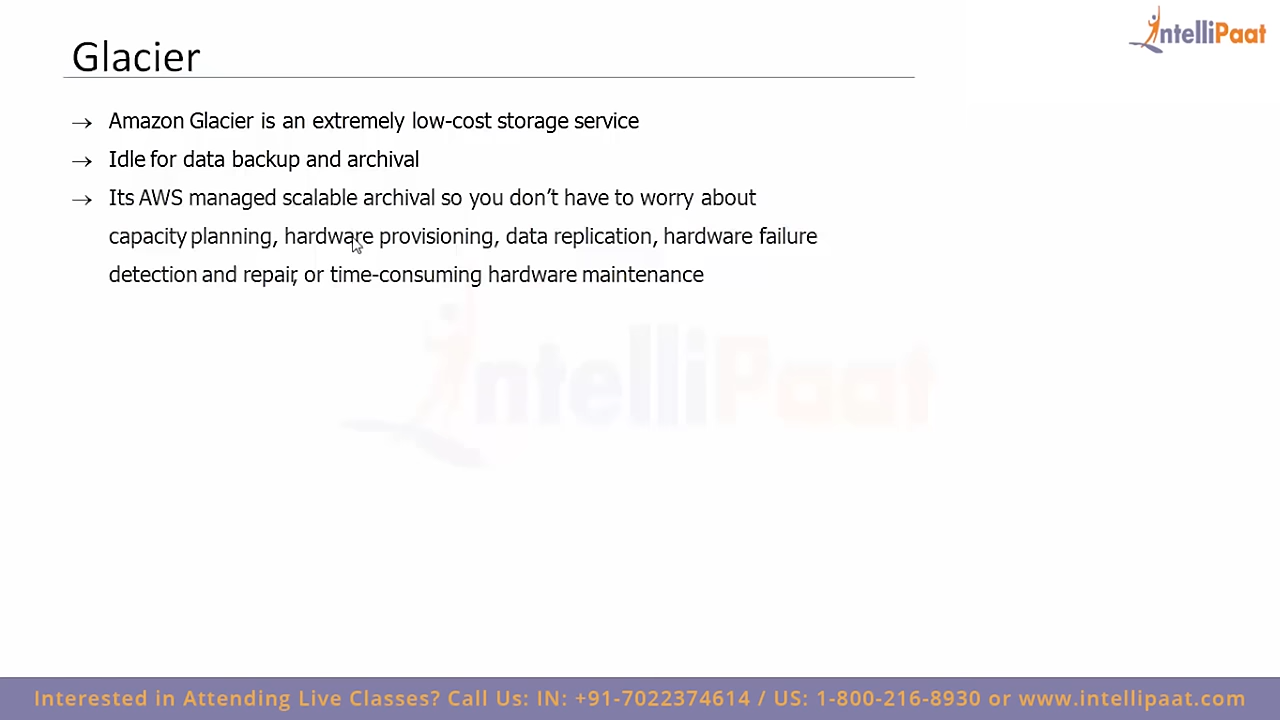 Glacier
IntelliPaat
→ Amazon Glacier is an extremely low-cost storage service
→ Idle for data backup and archival
→ Its AWS managed scalable archival so you don’t have to worry about
capacity planning, hardware provisioning, data replication, hardware failure
detection and repair, or time-consuming hardware maintenance
IntelliPaat
Interested in Attending Live Classes? Call Us: IN: +91-7022374614 / US: 1-800-216-8930 or www.intellipaat.com